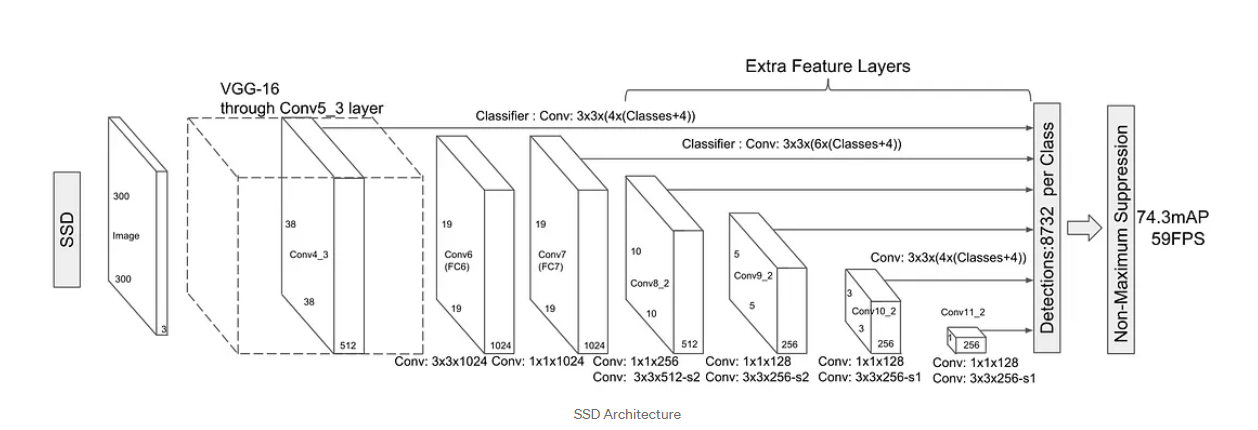 Extra Feature Layers
VGG-16
through Conv5_3 layer
Classifier : Conv: 3x3x(4x(Classes+4))
Classifier : Conv: 3x3x(6x(Classes+4))
SSD
300
Image
300
3
38
Conv4_3
38
512
19
Conv6
(FC6)
19
1024
19
Conv7
(FC7)
19
1024
10
Conv8_2
10
512
5
Conv9_2
5
256
Conv: 3x3x(4x(Classes+4))
3
Conv10_2
3
256
Conv11_2
1
256
Detections:8732 per Class
Non-Maximum Suppression
74.3mAP
59FPS
Conv: 3x3x1024
Conv: 1x1x1024
Conv: 1x1x256
Conv: 3x3x512-s2
Conv: 1x1x128
Conv: 3x3x256-s2
Conv: 1x1x128
Conv: 3x3x256-s1
Conv: 1x1x128
Conv: 3x3x256-s1
SSD Architecture